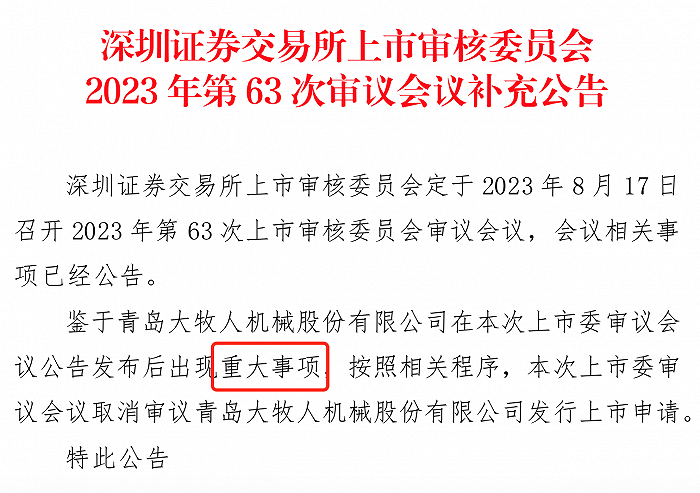 深圳证券交易所上市审核委员会
2023 年第 63 次审议会议补充公告
深圳证券交易所上市审核委员会定于 2023 年 8 月 17 日
召开 2023 年第 63 次上市审核委员会审议会议，会议相关事
项已经公告。
鉴于青岛大牧人机械股份有限公司在本次上市委审议会
议公告发布后出现重大事项，按照相关程序，本次上市委审
议会议取消审议青岛大牧人机械股份有限公司发行上市申请。
特此公告